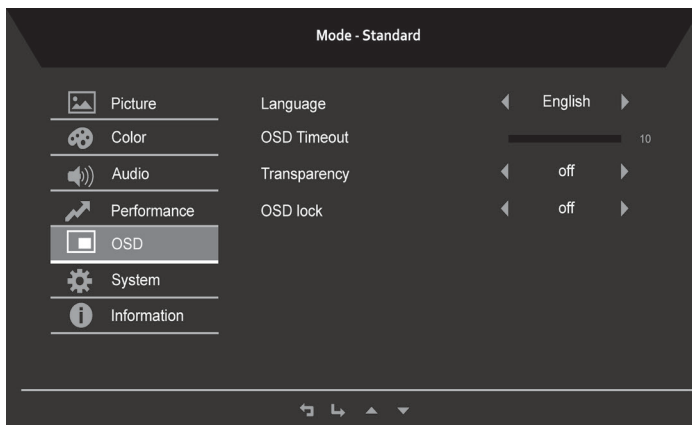 Mode - Standard
Picture
Language English
Color
OSD Timeout 10
Audio
Transparency off
Performance
OSD lock off
OSD
System
Information